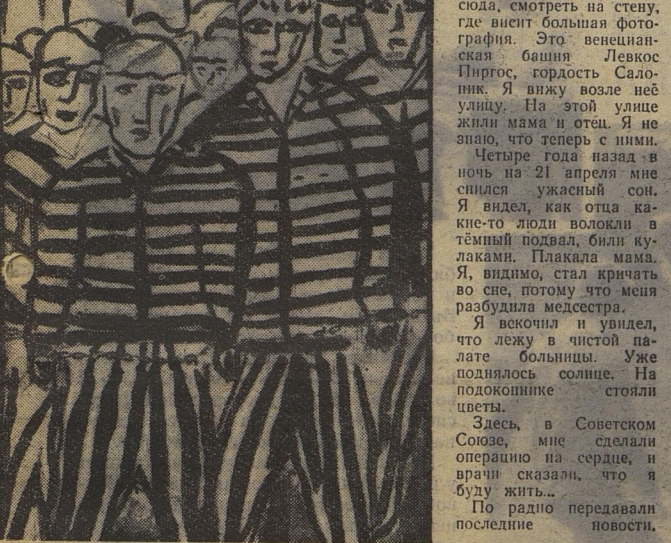 сюда, смотреть на стену,
где висит большая фото-
графия. Это венециан-
ская башня Левкос
Пиргос, гордость Сало-
ник. Я вижу возле неё
улицу. На этой улице
жили мама и отец. Я не
знаю, что теперь с ними.
Четыре года назад в
ночь на 21 апреля мне
снился ужасный сон.
Я видел, как отца ка-
кие-то люди волокли в
тёмный подвал, били ку-
лаками. Плакала мама.
Я, видимо, стал кричать
во сне, потому что меня
разбудила медсестра.
Я вскочил и увидел,
что лежу в чистой па-
лате больницы. Уже
поднялось солнце. На
подоконнике стояли
цветы.
Здесь, в Советском
Союзе, мне сделали
операцию на сердце, и
врачи сказали, что я
буду жить...
По радио передавали
последние новости.